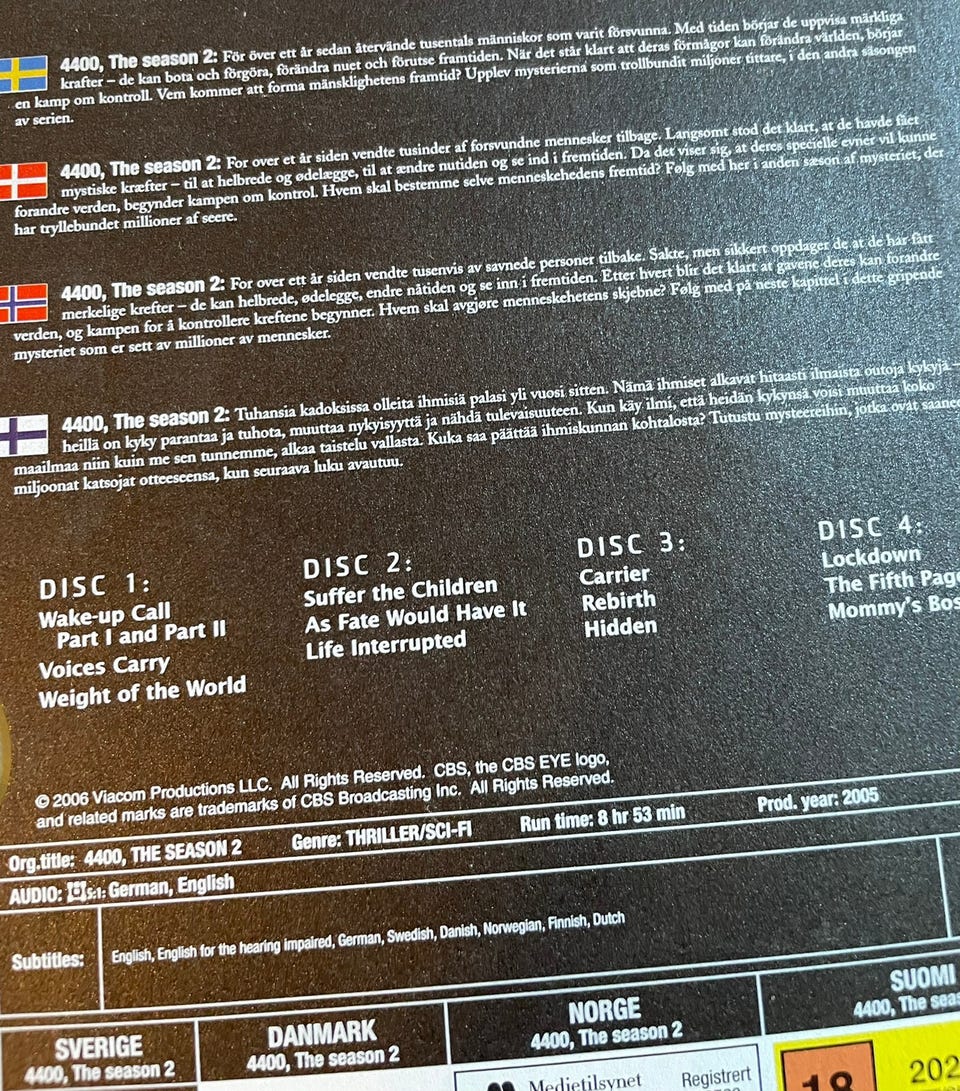 4400, The season 2: För över ett år sedan återvände tusentals människor som varit försvunna. Med tiden börjar de uppvisa märkliga
krafter – de kan bota och förgöra, förändra nuet och förutse framtiden. När det står klart att deras förmågor kan förändra världen, börjar
en kamp om kontroll. Vem kommer att forma mänsklighetens framtid? Upplev mysterierna som trollbundit miljoner tittare, i den andra säsongen
av serien.
4400, The season 2: For over et år siden vendte tusinder af forsvundne mennesker tilbage. Langsomt stod det klart, at de havde fået
mystiske kræfter – til at helbrede og ødelægge, til at ændre nutiden og se ind i fremtiden. Da det viser sig, at deres specielle evner vil kunne
forandre verden, begynder kampen om kontrol. Hvem skal bestemme selve menneskehedens fremtid? Følg med her i anden sæson af mysteriet, der
har tryllebundet millioner af seere.
4400, The season 2: For over ett år siden vendte tusenvis av savnede personer tilbake. Sakte, men sikkert oppdager de at de har fått
merkelige krefter – de kan helbrede, ødelegge, endre nåtiden og se inn i fremtiden. Etter hvert blir det klart at gavene deres kan forandre
verden, og kampen for å kontrollere kreftene begynner. Hvem skal avgjøre menneskehetens skjebne? Følg med på neste kapittel i dette gripende
mysteriet som er sett av millioner av mennesker.
4400, The season 2: Tuhansia kadoksissa olleita ihmisiä palasi yli vuosi sitten. Nämä ihmiset alkavat hitaasti ilmaista outoja kykyjä –
heillä on kyky parantaa ja tuhota, muuttaa nykyisyyttä ja nähdä tulevaisuuteen. Kun käy ilmi, että heidän kykynsä voisi muuttaa koko
maailmaa niin kuin me sen tunnemme, alkaa taistelu vallasta. Kuka saa päättää ihmiskunnan kohtalosta? Tutustu mysteereihin, jotka ovat saanee
miljoonat katsojat otteeseensa, kun seuraava luku avautuu.
DISC 1:
Wake-up Call
Part I and Part II
Voices Carry
Weight of the World
DISC 2:
Suffer the Children
As Fate Would Have It
Life Interrupted
DISC 3:
Carrier
Rebirth
Hidden
DISC 4:
Lockdown
The Fifth Page
Mommy's Bos
© 2006 Viacom Productions LLC. All Rights Reserved. CBS, the CBS EYE logo,
and related marks are trademarks of CBS Broadcasting Inc. All Rights Reserved.
Org.title: 4400, THE SEASON 2 Genre: THRILLER/SCI-FI Run time: 8 hr 53 min Prod. year: 2005
AUDIO: 5.1: German, English
Subtitles: English, English for the hearing impaired, German, Swedish, Danish, Norwegian, Finnish, Dutch
SVERIGE
4400, The season 2
DANMARK
4400, The season 2
NORGE
4400, The season 2
SUOMI
4400, The seas
Medietilsynet Registrert
18
202